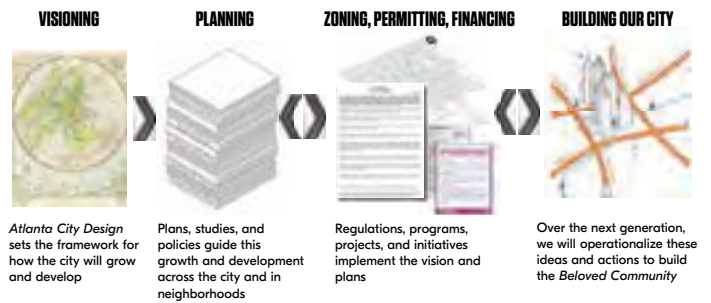 VISIONING
PLANNING
ZONING, PERMITTING, FINANCING
BUILDING OUR CITY
Atlanta City Design
sets the framework for
how the city will grow
and develop
Plans, studies, and
policies guide this
growth and development
across the city and in
neighborhoods
Regulations, programs,
projects, and initiatives
implement the vision and
plans
Over the next generation,
we will operationalize these
ideas and actions to build
the Beloved Community